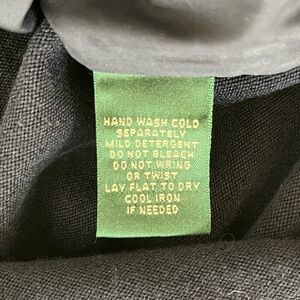 HAND WASH COLD
SEPARATELY
MILD DETERGENT
DO NOT BLEACH
DO NOT WRING
OR TWIST
LAY FLAT TO DRY
COOL IRON
IF NEEDED